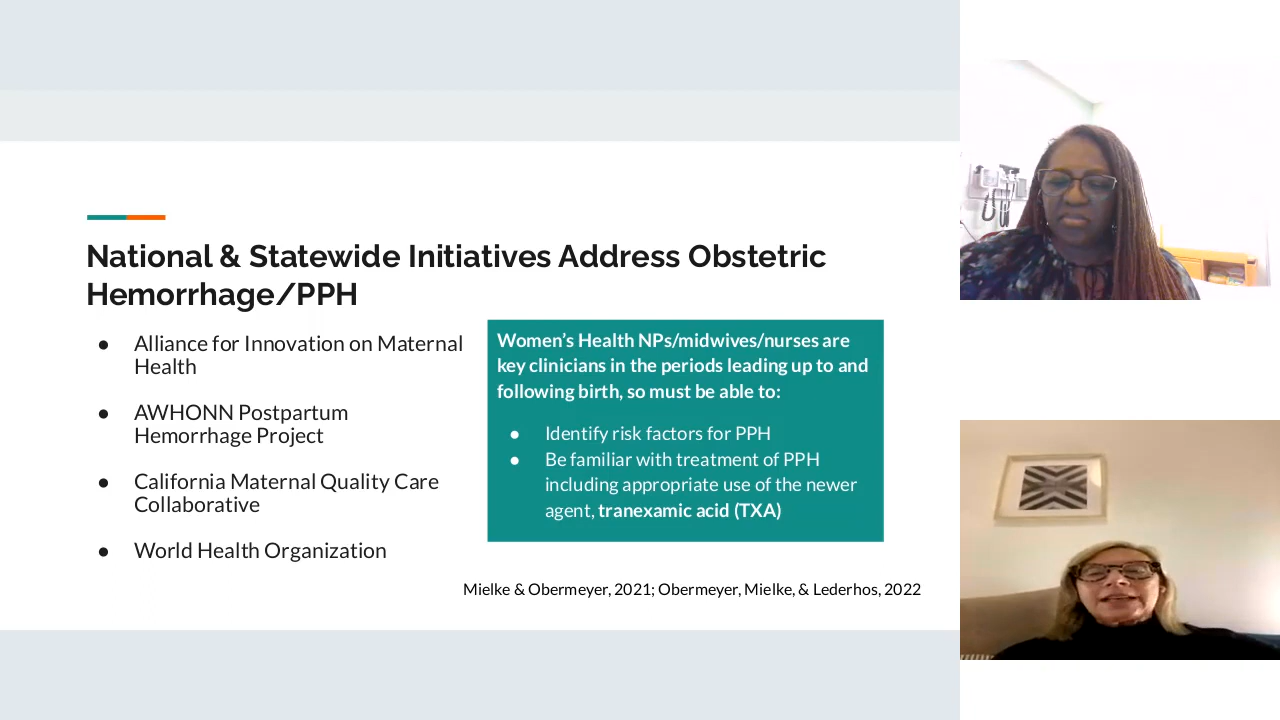 National & Statewide Initiatives Address Obstetric
Hemorrhage/PPH
● Alliance for Innovation on Maternal
Health
● AWHONN Postpartum
Hemorrhage Project
● California Maternal Quality Care
Collaborative
● World Health Organization
Women’s Health NPs/midwives/nurses are
key clinicians in the periods leading up to and
following birth, so must be able to:
● Identify risk factors for PPH
● Be familiar with treatment of PPH
including appropriate use of the newer
agent, tranexamic acid (TXA)
Mielke & Obermeyer, 2021; Obermeyer, Mielke, & Lederhos, 2022